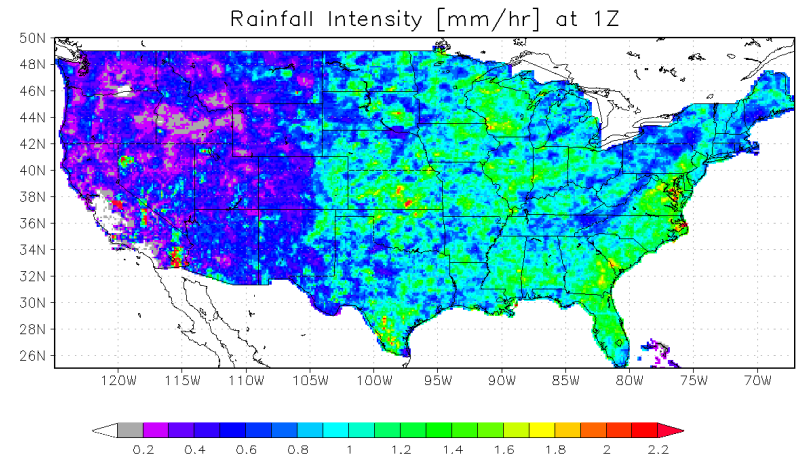 Rainfall Intensity [mm/hr] at 1Z
50N
48N
46N
44N
42N
40N
38N
36N
34N
32N
30N
28N
26N
120W 115W 110W 105W 100W 95W 90W 85W 80W 75W 70W
0.2 0.4 0.6 0.8 1 1.2 1.4 1.6 1.8 2 2.2